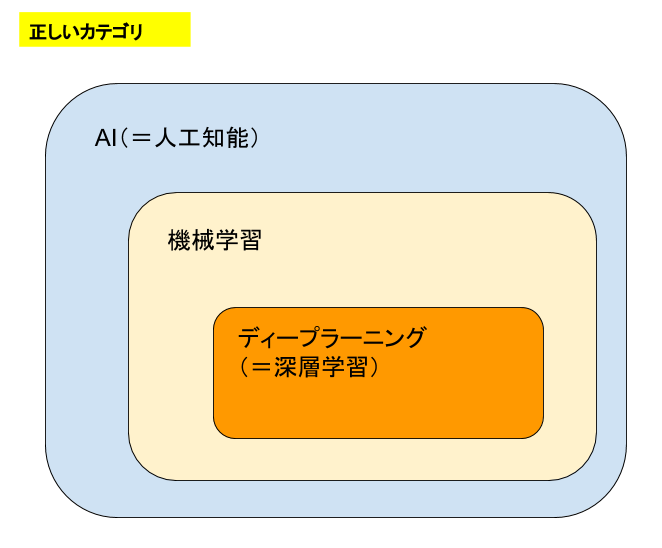 正しいカテゴリ
AI（＝人工知能）
機械学習
ディープラーニング
（＝深層学習）